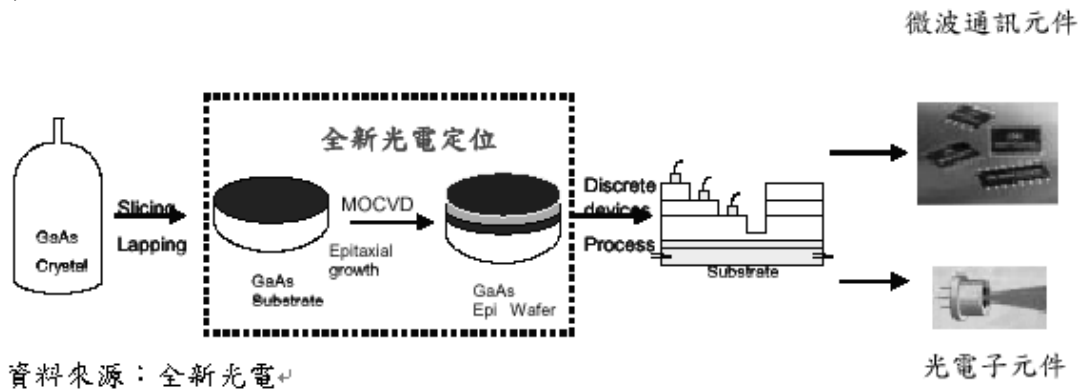 微波通訊元件
全新光電定位
GaAs
Crystal
Slicing
Lapping
GaAs
Substrate
MOCVD
Epitaxial
growth
GaAs
Epi Wafer
Discrete
devices
Process
Substrate
光電子元件
資料來源：全新光電↵